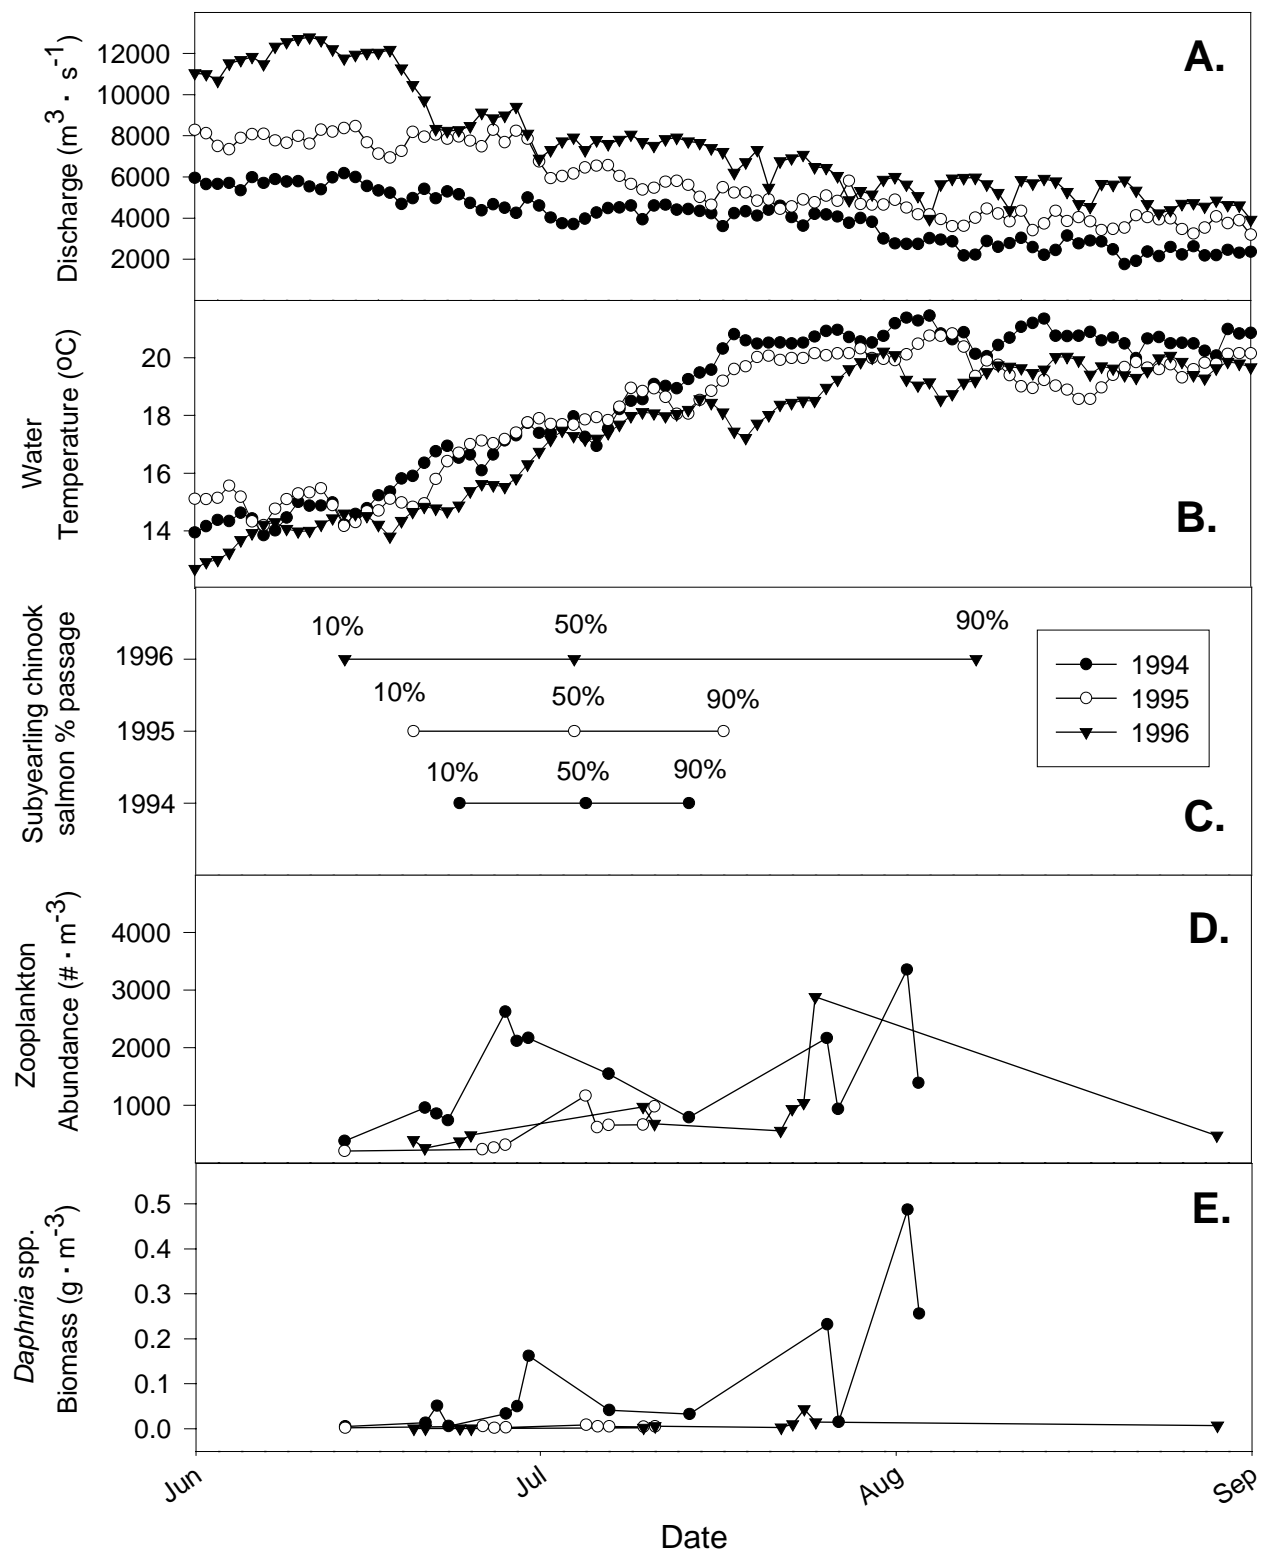 A.
Discharge (m³ · s⁻¹)
12000
10000
8000
6000
4000
2000
B.
Water
Temperature (ºC)
20
18
16
14
C.
Subyearling chinook
salmon % passage
1996
1995
1994
10% 50% 90%
10% 50% 90%
10% 50% 90%
1994
1995
1996
D.
Zooplankton
Abundance (# · m⁻³)
4000
3000
2000
1000
E.
Daphnia spp.
Biomass (g · m⁻³)
0.5
0.4
0.3
0.2
0.1
0.0
Jun Jul Aug Sep
Date